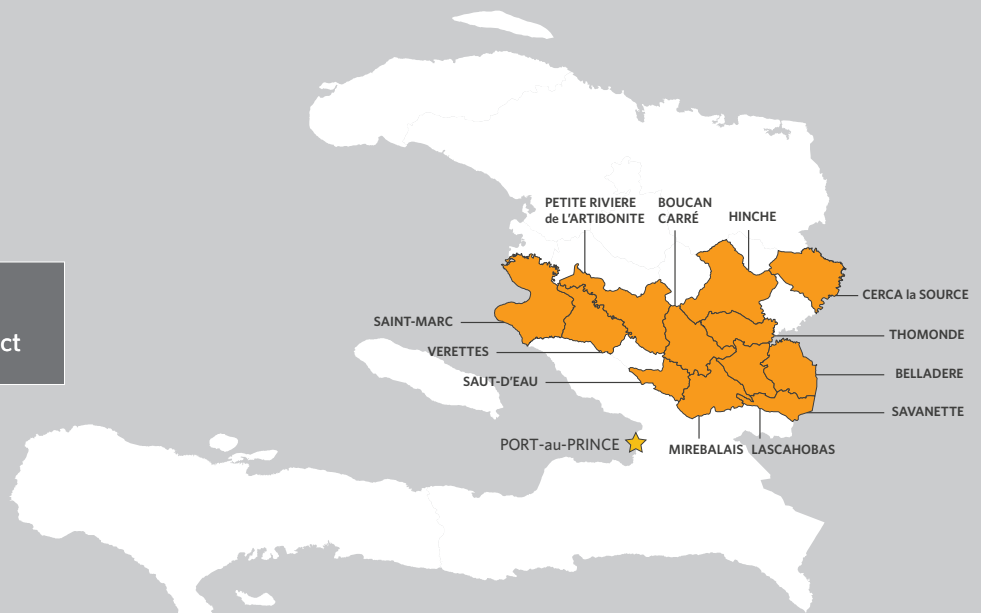 PETITE RIVIERE
de L'ARTIBONITE
BOUCAN
CARRÉ
HINCHE
CERCA la SOURCE
SAINT-MARC
THOMONDE
VERETTES
BELLADERE
SAUT-D'EAU
SAVANETTE
PORT-au-PRINCE
MIREBALAIS
LASCAHOBAS
ct